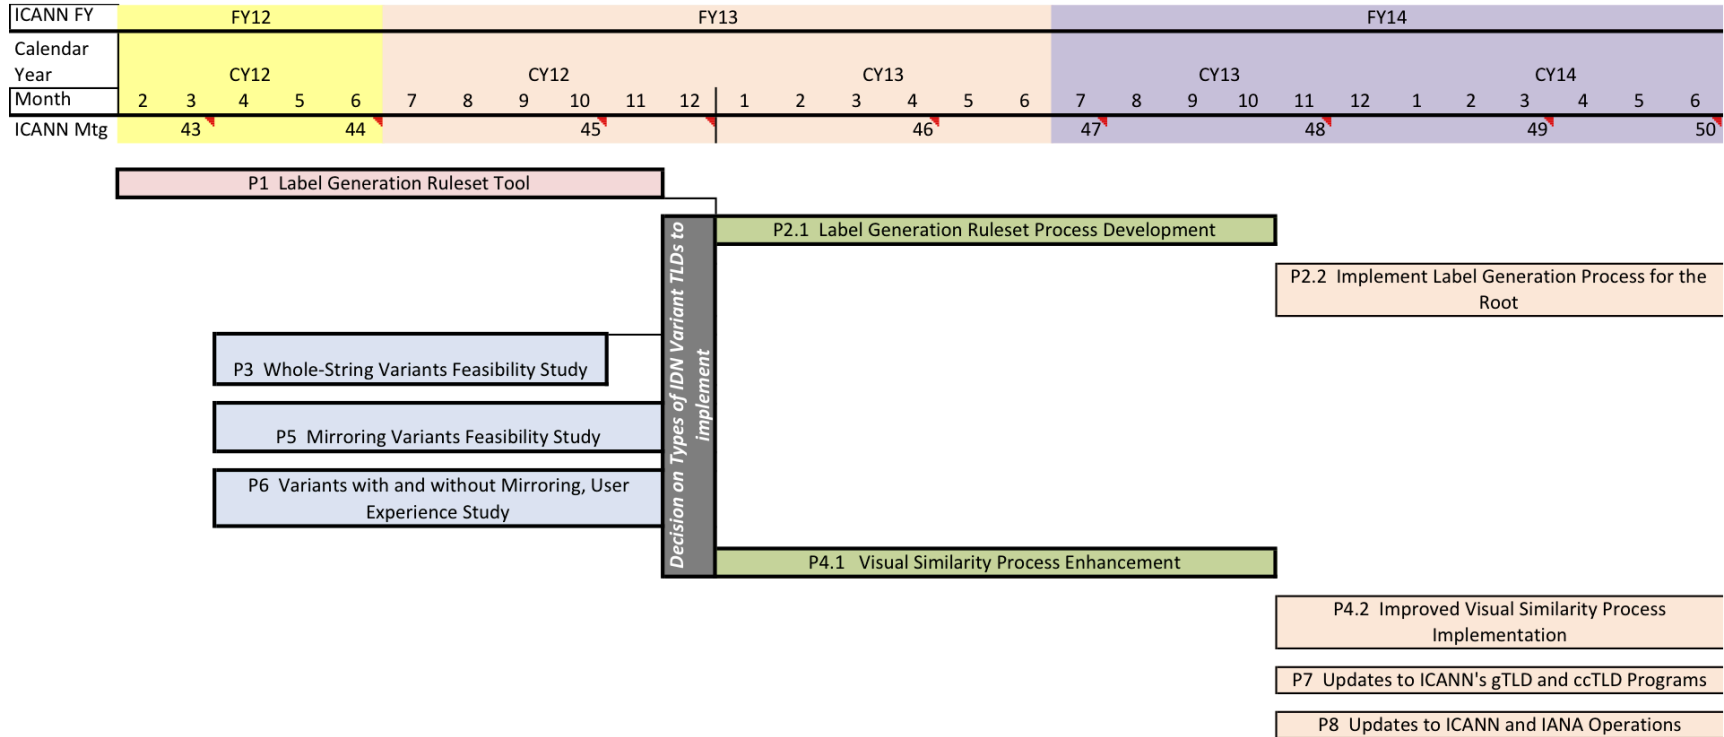 ICANN FY FY12 FY13 FY14
Calendar
Year CY12 CY12 CY13 CY13 CY14
Month 2 3 4 5 6 7 8 9 10 11 12 1 2 3 4 5 6 7 8 9 10 11 12 1 2 3 4 5 6
ICANN Mtg 43 44 45 46 47 48 49 50
P1 Label Generation Ruleset Tool
Decision on Types of IDN Variant TLDs to
implement
P2.1 Label Generation Ruleset Process Development
P2.2 Implement Label Generation Process for the
Root
P3 Whole-String Variants Feasibility Study
P5 Mirroring Variants Feasibility Study
P6 Variants with and without Mirroring, User
Experience Study
P4.1 Visual Similarity Process Enhancement
P4.2 Improved Visual Similarity Process
Implementation
P7 Updates to ICANN's gTLD and ccTLD Programs
P8 Updates to ICANN and IANA Operations